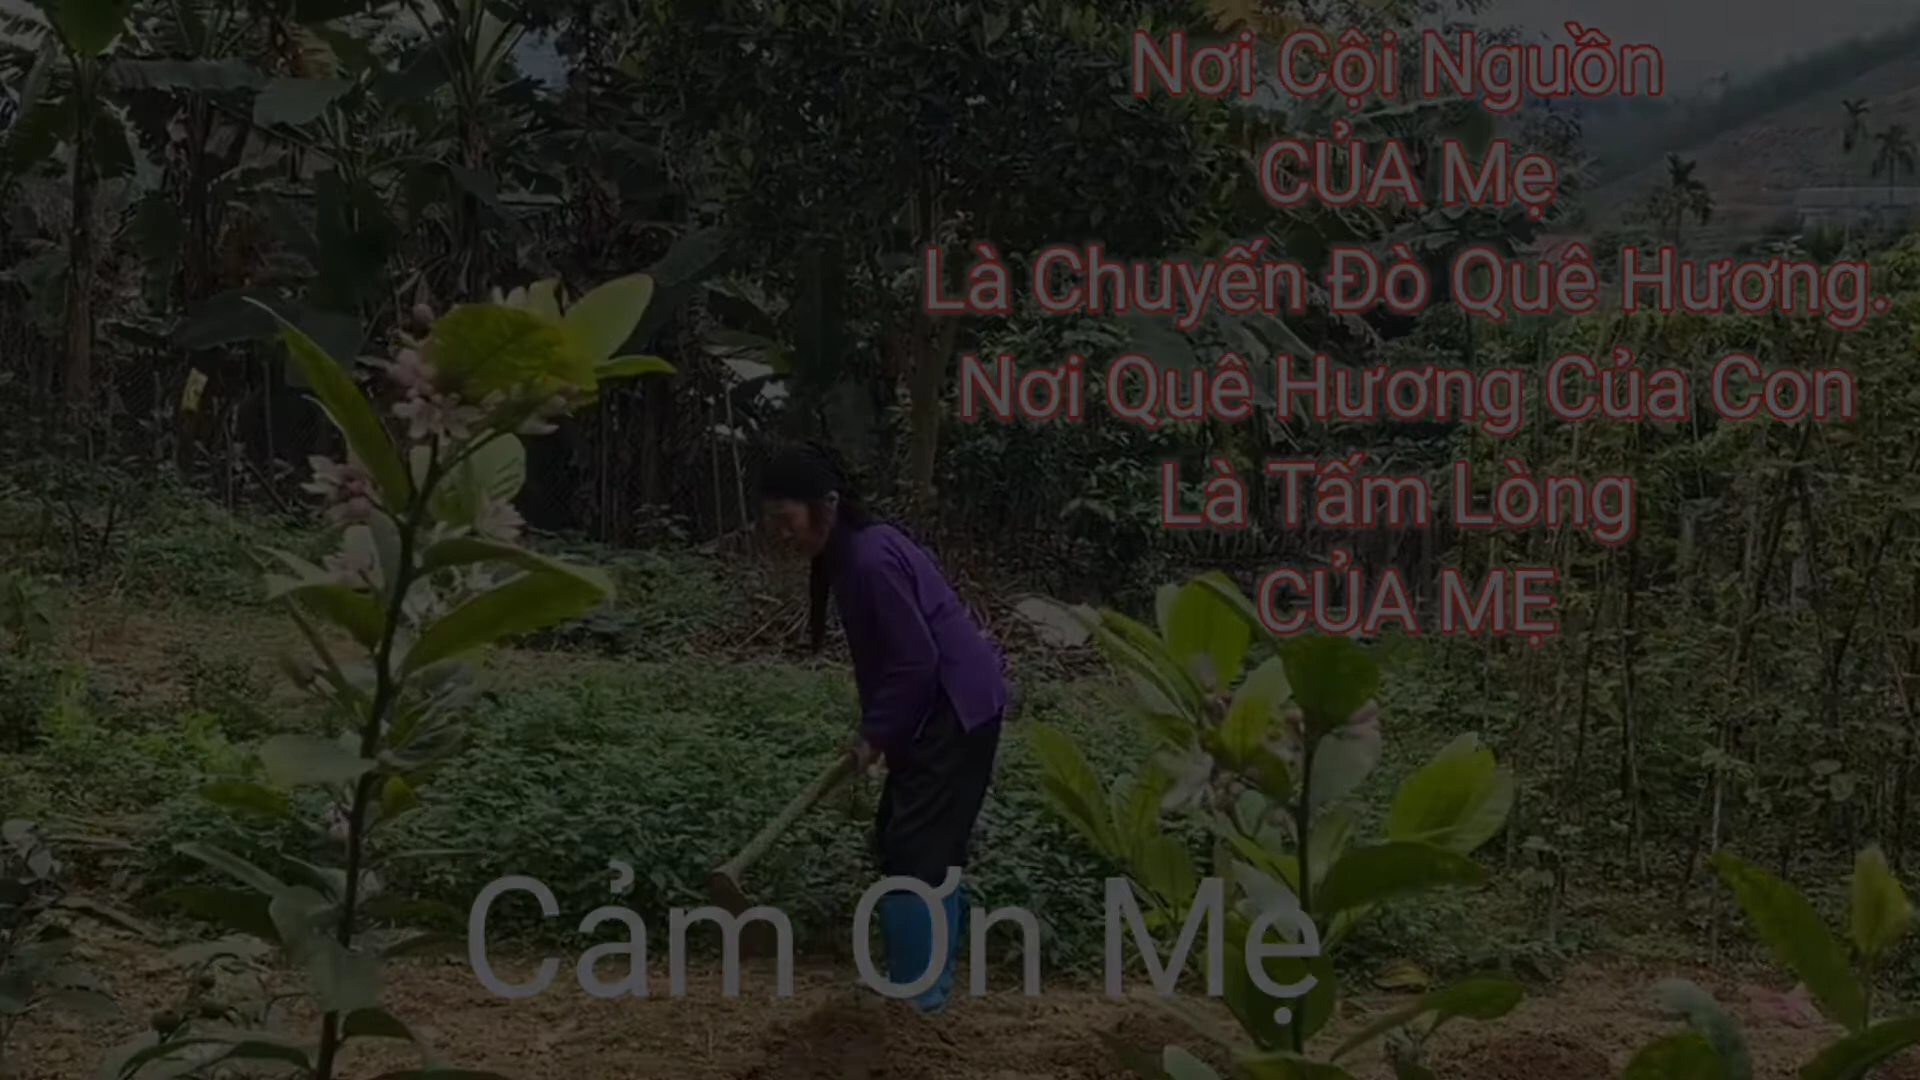 Nơi Cội Nguồn
CỦA Mẹ
Là Chuyến Đò Quê Hương.
Nơi Quê Hương Của Con
Là Tấm Lòng
CỦA MẸ
Cảm Ơn Mẹ